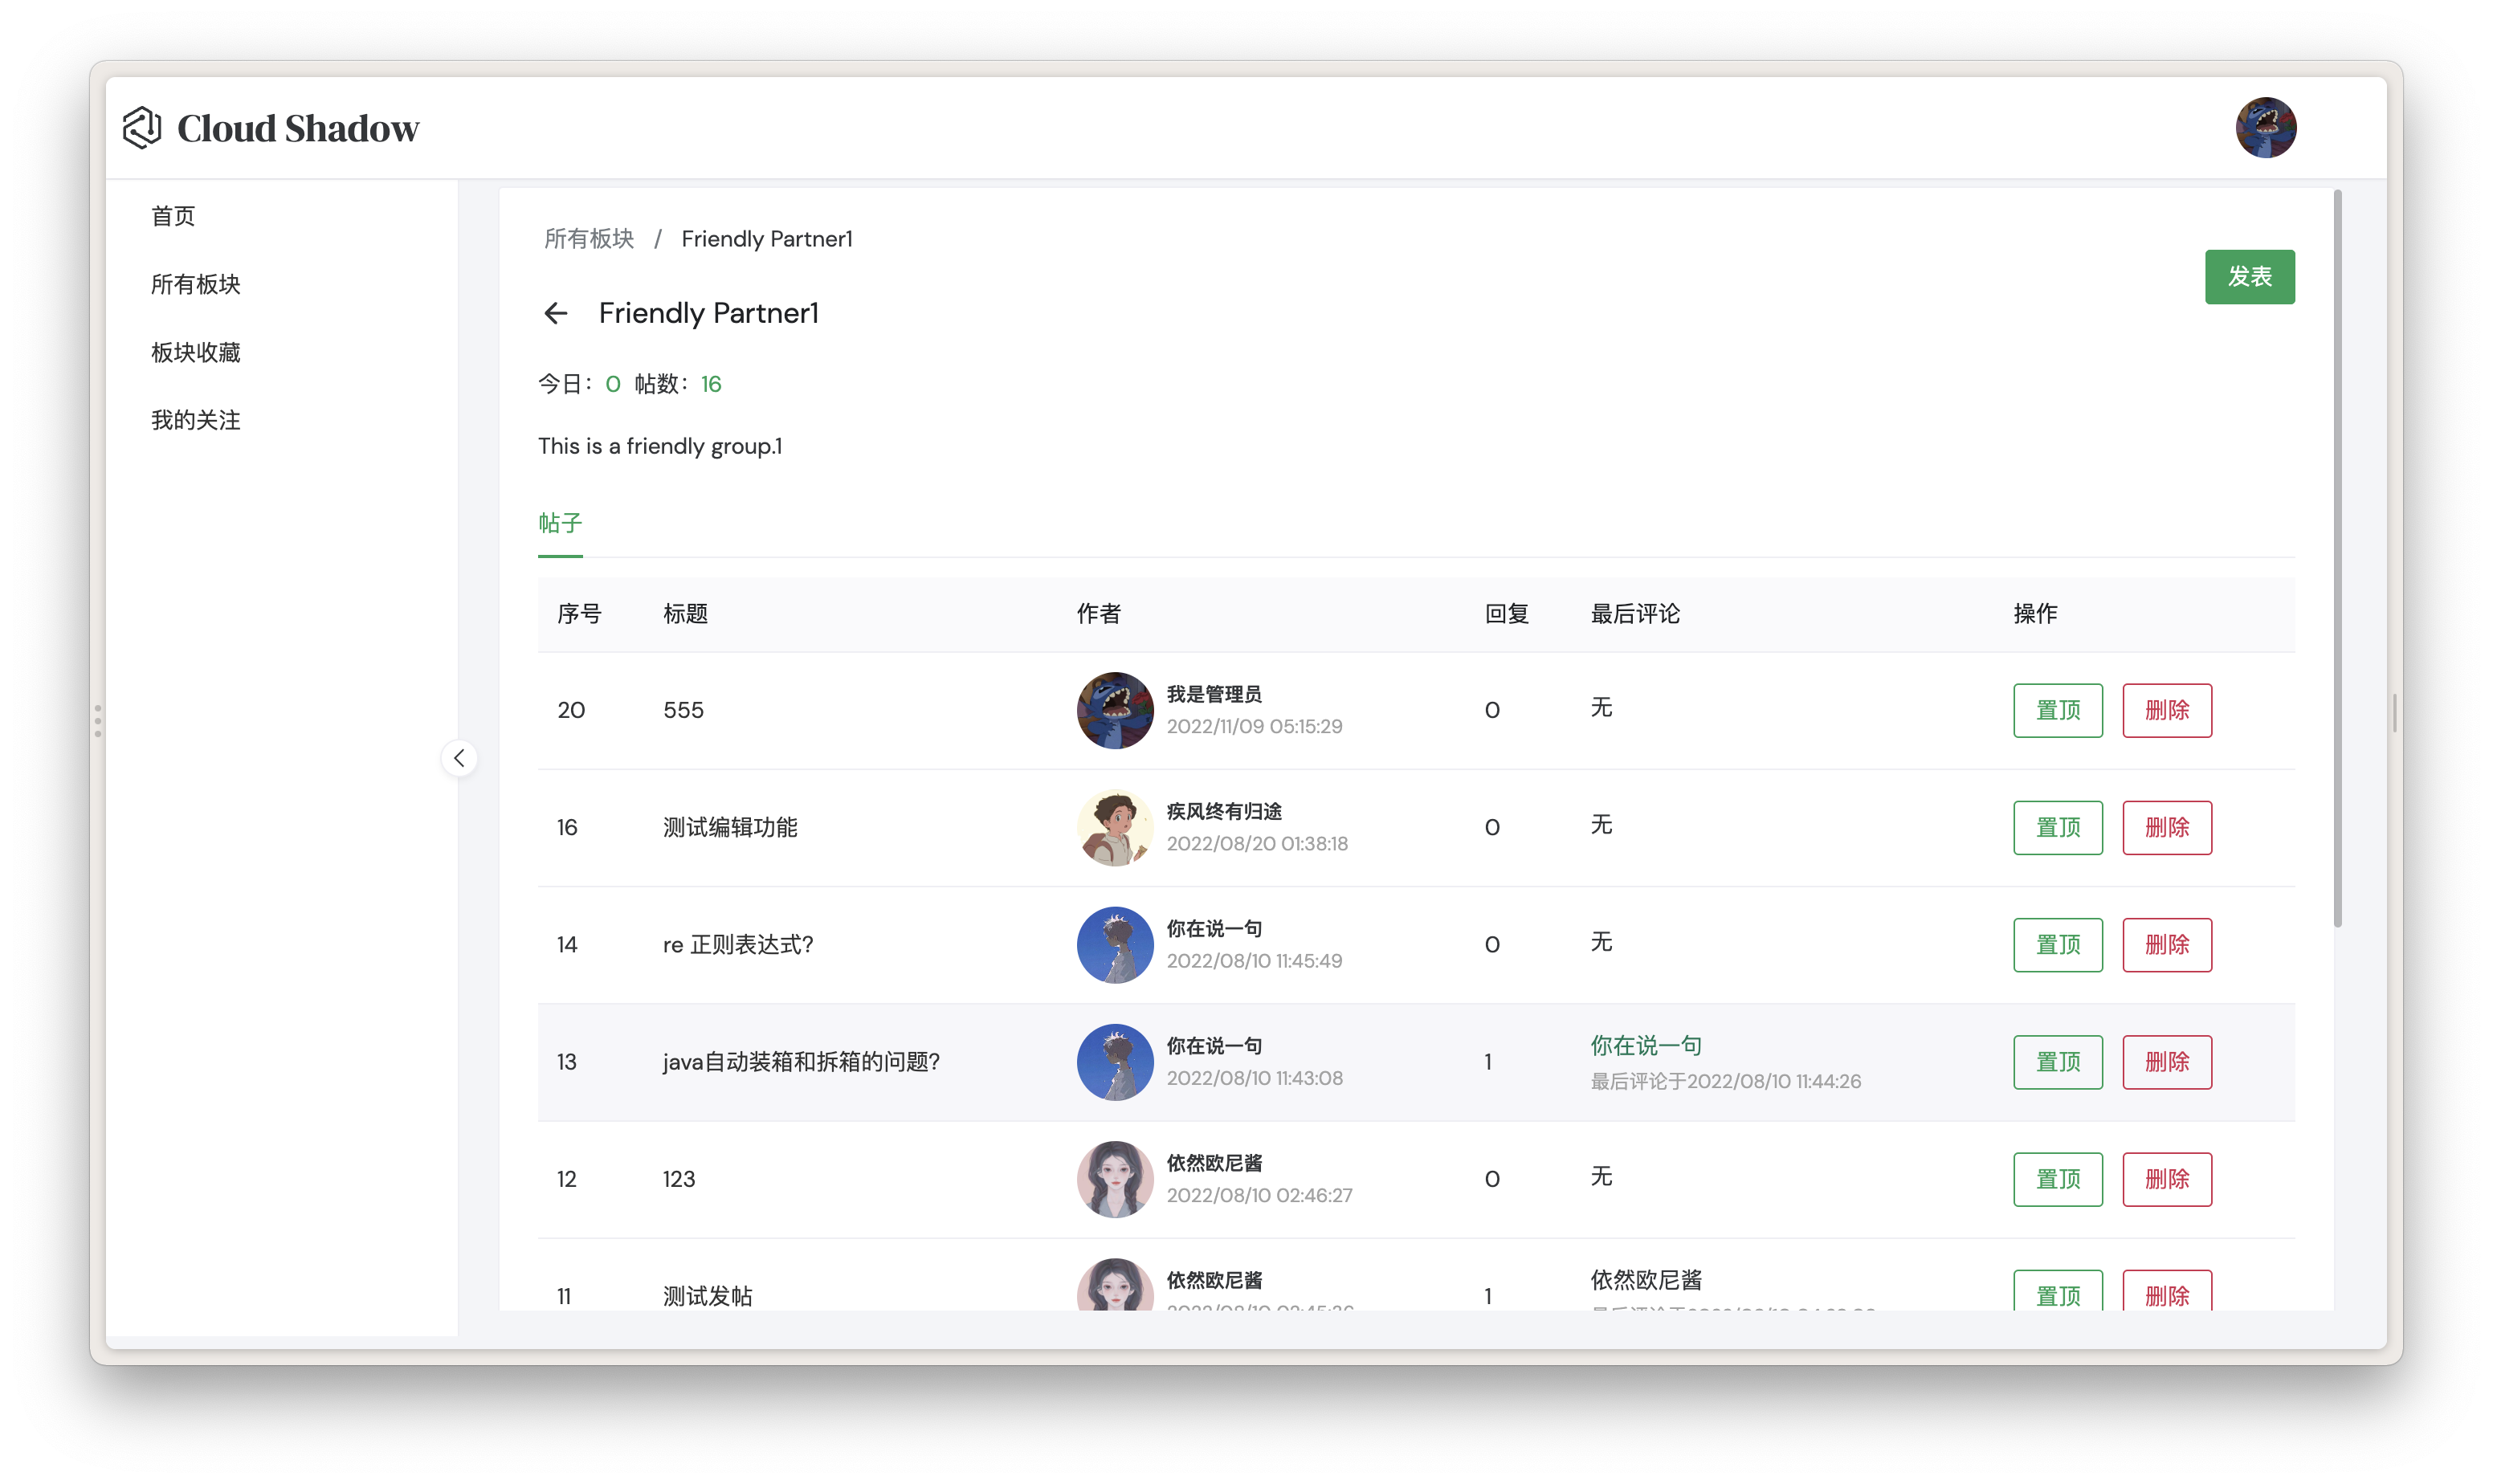 Cloud Shadow
首页
所有板块
板块收藏
我的关注
所有板块 / Friendly Partner1
发表
Friendly Partner1
今日： 0 帖数： 16
This is a friendly group.1
帖子
序号 标题 作者 回复 最后评论 操作
20 555 我是管理员 2022/11/09 05:15:29 0 无 置顶 删除
16 测试编辑功能 疾风终有归途 2022/08/20 01:38:18 0 无 置顶 删除
14 re 正则表达式? 你在说一句 2022/08/10 11:45:49 0 无 置顶 删除
13 java自动装箱和拆箱的问题? 你在说一句 2022/08/10 11:43:08 1 你在说一句 最后评论于2022/08/10 11:44:26 置顶 删除
12 123 依然欧尼酱 2022/08/10 02:46:27 0 无 置顶 删除
11 测试发帖 依然欧尼酱 1 依然欧尼酱 置顶 删除